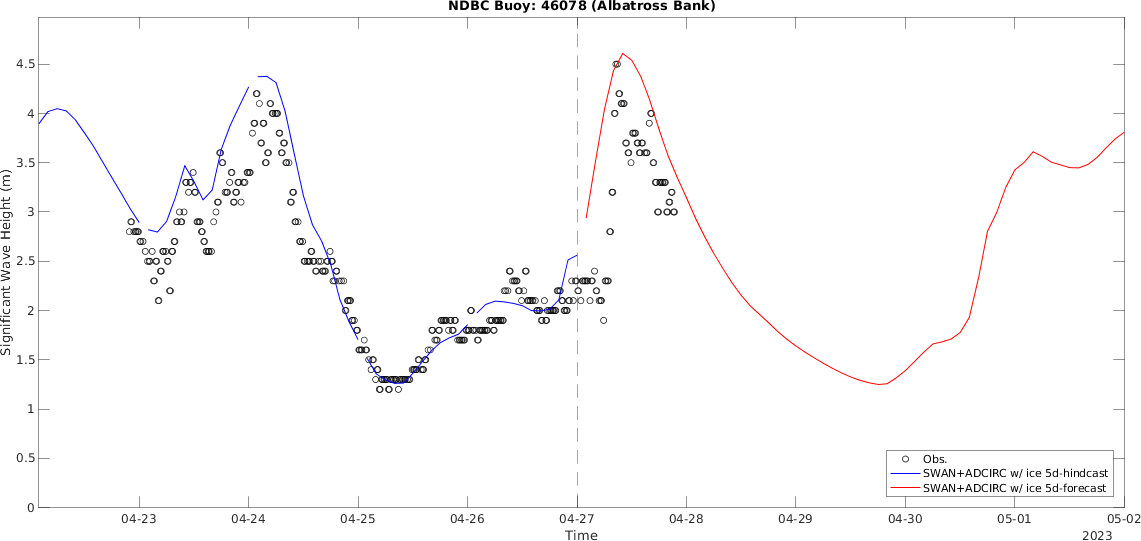 NDBC Buoy: 46078 (Albatross Bank)
Significant Wave Height (m)
4.5
4
3.5
3
2.5
2
1.5
1
0.5
0
04-23 04-24 04-25 04-26 04-27 04-28 04-29 04-30 05-01 05-02
Time
2023
Obs.
SWAN+ADCIRC w/ ice 5d-hindcast
SWAN+ADCIRC w/ ice 5d-forecast